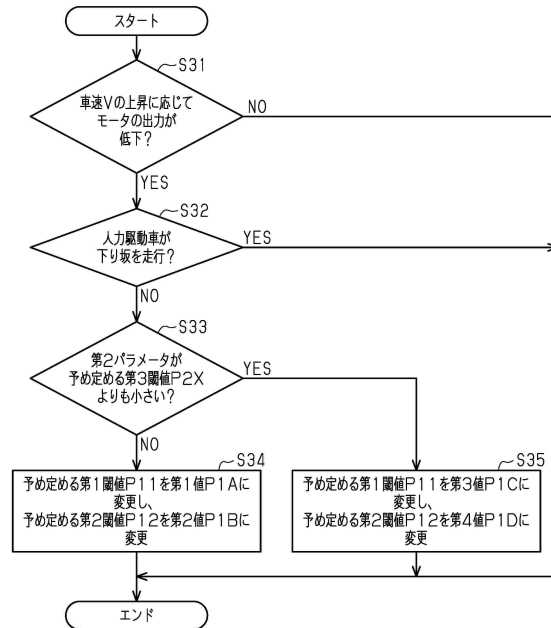 スタート
S31
車速Vの上昇に応じて
モータの出力が
低下？
NO
YES
S32
人力駆動車が
下り坂を走行？
YES
NO
S33
第2パラメータが
予め定める第3閾値P2X
よりも小さい？
YES
NO
S34
予め定める第1閾値P11を第1値P1Aに
変更し、
予め定める第2閾値P12を第2値P1Bに
変更
S35
予め定める第1閾値P11を第3値P1Cに
変更し、
予め定める第2閾値P12を第4値P1Dに
変更
エンド